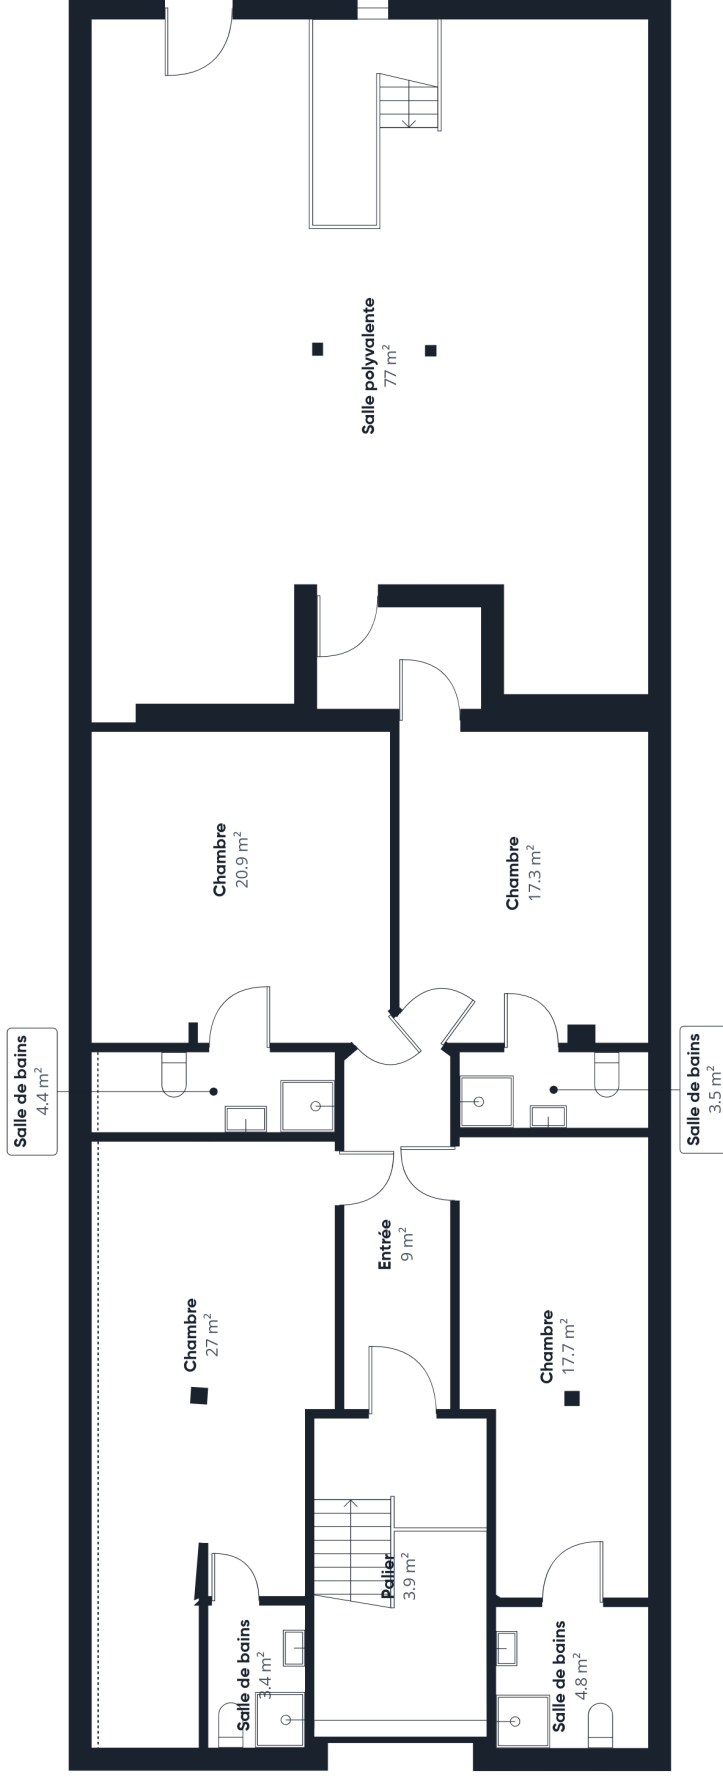 Salle polyvalente
77 m²
Chambre
20.9 m²
Chambre
17.3 m²
Salle de bains
4.4 m²
Salle de bains
3.5 m²
Entrée
9 m²
Chambre
27 m²
Chambre
17.7 m²
Palier
3.9 m²
Salle de bains
3.4 m²
Salle de bains
4.8 m²